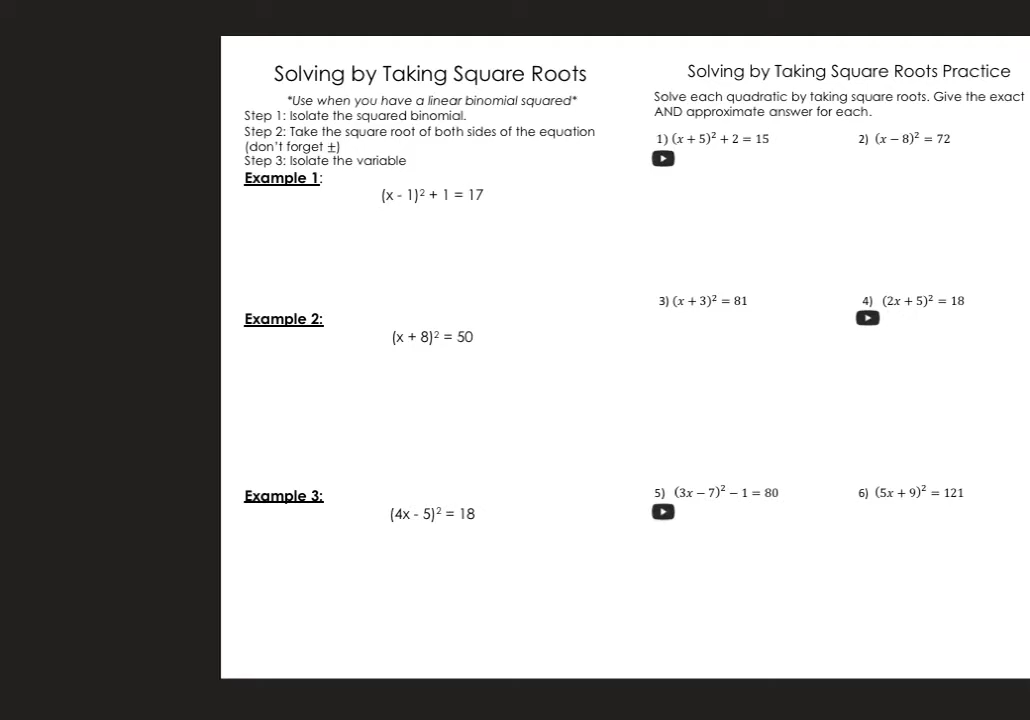 Solving by Taking Square Roots
*Use when you have a linear binomial squared*
Step 1: Isolate the squared binomial.
Step 2: Take the square root of both sides of the equation
(don't forget ±)
Step 3: Isolate the variable
Example 1:
(x - 1)² + 1 = 17
Example 2:
(x + 8)² = 50
Example 3:
(4x - 5)² = 18
Solving by Taking Square Roots Practice
Solve each quadratic by taking square roots. Give the exact
AND approximate answer for each.
1) (x + 5)² + 2 = 15
2) (x − 8)² = 72
3) (x + 3)² = 81
4) (2x + 5)² = 18
5) (3x − 7)² − 1 = 80
6) (5x + 9)² = 121